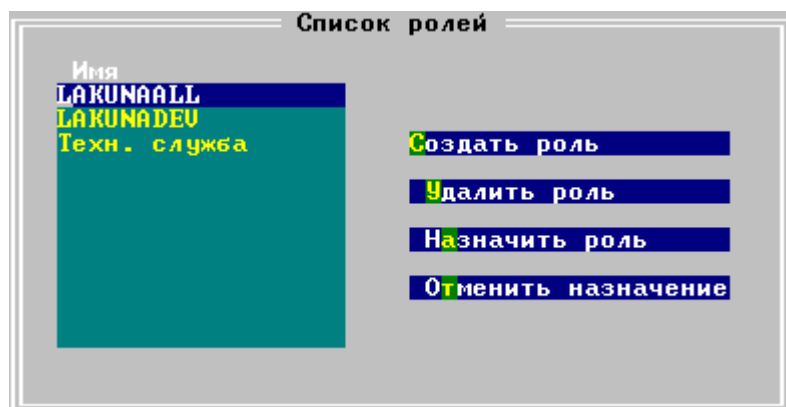 Список ролей
Имя
LAKUNAALL
LAKUNADEV
Техн. служба
Создать роль
Удалить роль
Назначить роль
Отменить назначение